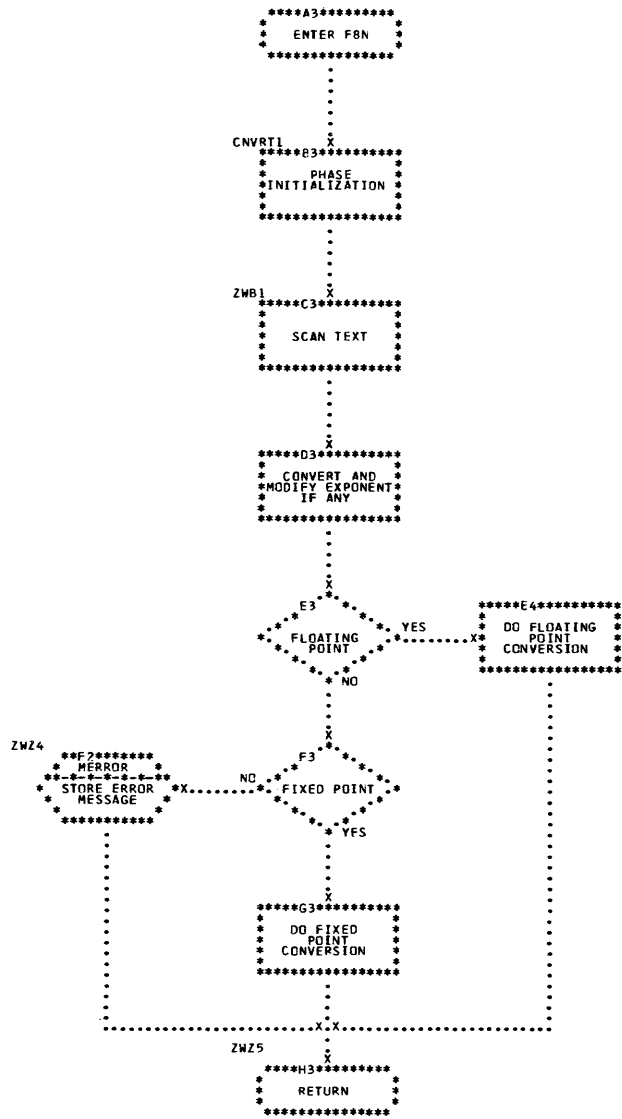 A3
ENTER F8N
CNVRT1
B3
PHASE
INITIALIZATION
ZWB1
C3
SCAN TEXT
D3
CONVERT AND
MODIFY EXPONENT
IF ANY
E3
FLOATING
POINT
YES
E4
DO FLOATING
POINT
CONVERSION
NO
ZWZ4
F2
MERROR
STORE ERROR
MESSAGE
NO
F3
FIXED POINT
YES
G3
DO FIXED
POINT
CONVERSION
ZWZ5
H3
RETURN